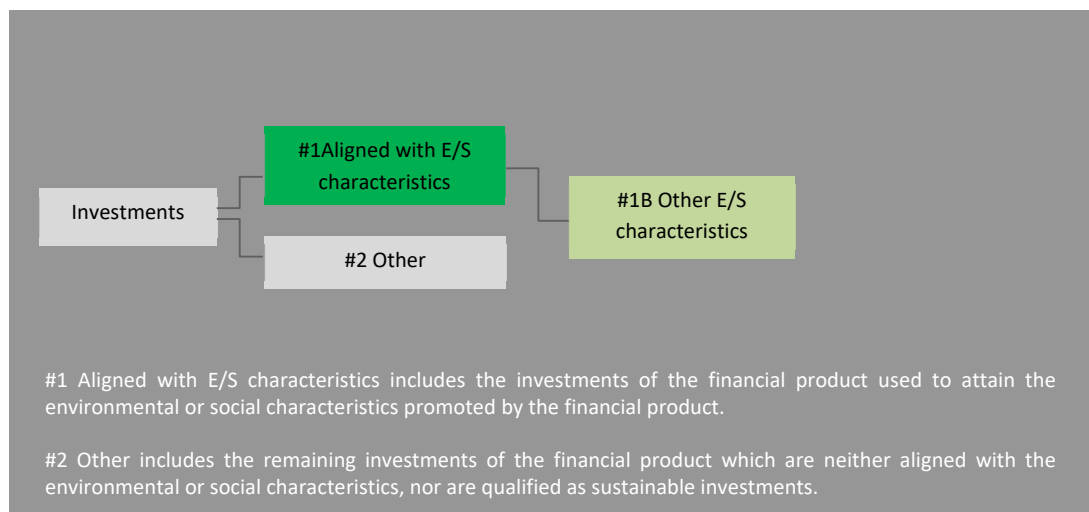 #1Aligned with E/S
characteristics
Investments
#1B Other E/S
characteristics
#2 Other
#1 Aligned with E/S characteristics includes the investments of the financial product used to attain the
environmental or social characteristics promoted by the financial product.
#2 Other includes the remaining investments of the financial product which are neither aligned with the
environmental or social characteristics, nor are qualified as sustainable investments.